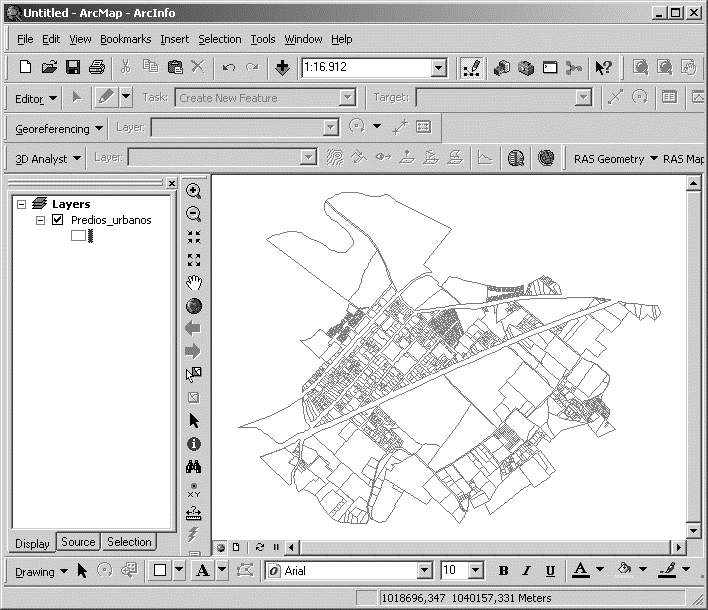 Untitled - ArcMap - ArcInfo
File Edit View Bookmarks Insert Selection Tools Window Help
1:16.912
Editor Task: Create New Feature Target:
Georeferencing Layer:
3D Analyst Layer: RAS Geometry RAS Map
Layers
Predios_urbanos
XY
Display Source Selection
Drawing A Arial 10 B I U A
1018696,347 1040157,331 Meters